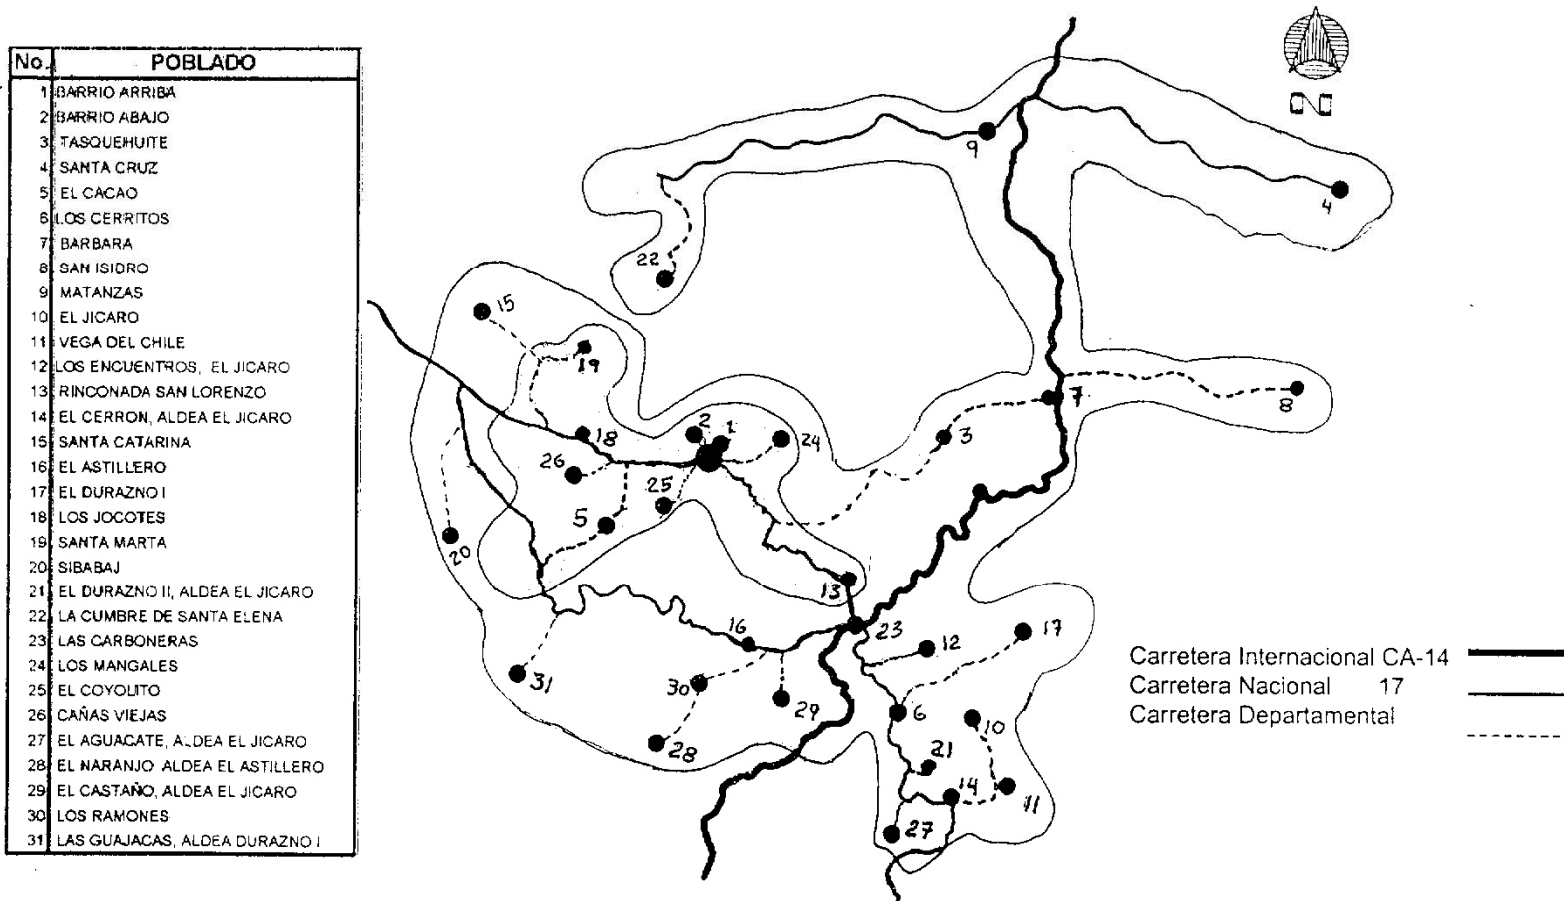 No. POBLADO
1 BARRIO ARRIBA
2 BARRIO ABAJO
3 TASQUEHUITE
4 SANTA CRUZ
5 EL CACAO
6 LOS CERRITOS
7 BARBARA
8 SAN ISIDRO
9 MATANZAS
10 EL JICARO
11 VEGA DEL CHILE
12 LOS ENCUENTROS, EL JICARO
13 RINCONADA SAN LORENZO
14 EL CERRON, ALDEA EL JICARO
15 SANTA CATARINA
16 EL ASTILLERO
17 EL DURAZNO I
18 LOS JOCOTES
19 SANTA MARTA
20 SIBABAJ
21 EL DURAZNO II, ALDEA EL JICARO
22 LA CUMBRE DE SANTA ELENA
23 LAS CARBONERAS
24 LOS MANGALES
25 EL COYOLITO
26 CAÑAS VIEJAS
27 EL AGUACATE, ALDEA EL JICARO
28 EL NARANJO ALDEA EL ASTILLERO
29 EL CASTAÑO, ALDEA EL JICARO
30 LOS RAMONES
31 LAS GUAJACAS, ALDEA DURAZNO I
N
9
4
22
15
19
7
8
2
1
18
24
3
26
25
5
20
13
16
23
12
17
31
30
29
6
10
28
21
14
11
27
Carretera Internacional CA-14
Carretera Nacional 17
Carretera Departamental